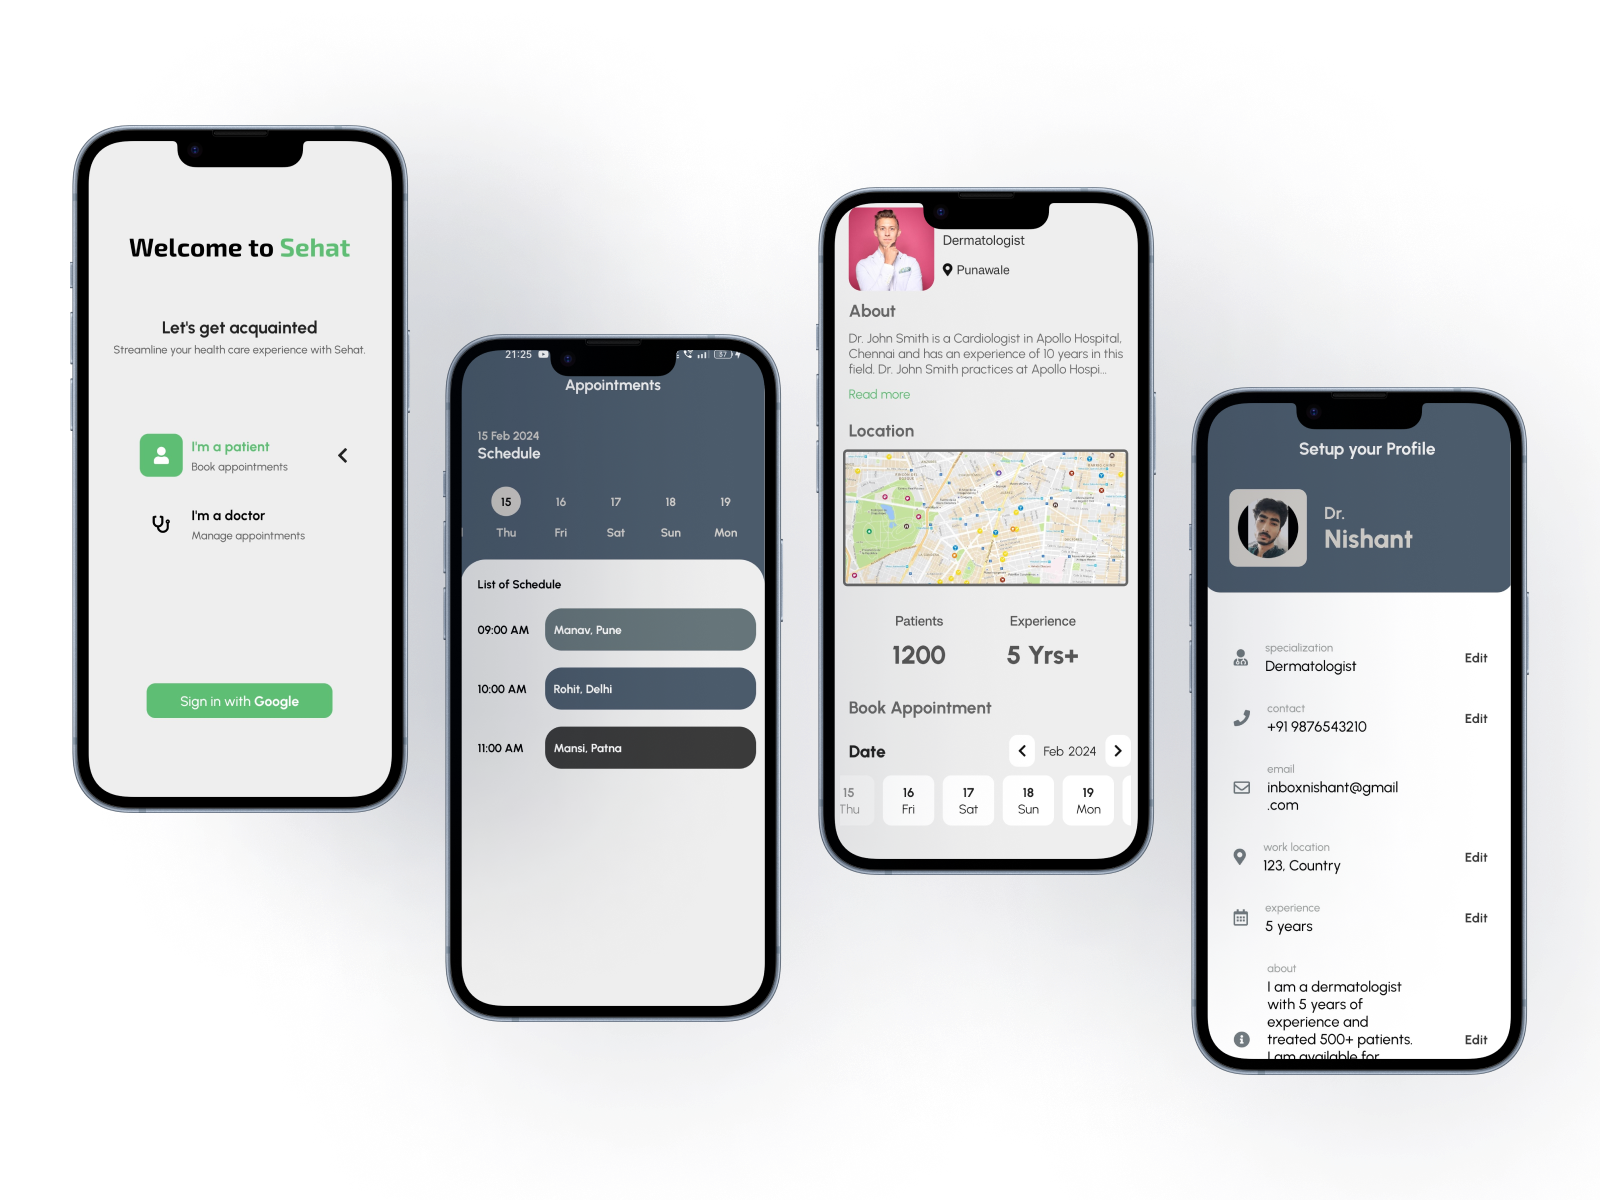 Welcome to Sehat
Let's get acquainted
Streamline your health care experience with Sehat.
I'm a patient
Book appointments
I'm a doctor
Manage appointments
Sign in with Google
21:25
57
Appointments
15 Feb 2024
Schedule
15 16 17 18 19
Thu Fri Sat Sun Mon
List of Schedule
09:00 AM Manav, Pune
10:00 AM Rohit, Delhi
11:00 AM Mansi, Patna
Dermatologist
Punawale
About
Dr. John Smith is a Cardiologist in Apollo Hospital,
Chennai and has an experience of 10 years in this
field. Dr. John Smith practices at Apollo Hospi...
Read more
Location
Patients Experience
1200 5 Yrs+
Book Appointment
Date Feb 2024
15 16 17 18 19
Thu Fri Sat Sun Mon
Setup your Profile
Dr.
Nishant
specialization
Dermatologist Edit
contact
+91 9876543210 Edit
email
inboxnishant@gmail
.com
work location
123, Country Edit
experience
5 years Edit
about
I am a dermatologist
with 5 years of
experience and
treated 500+ patients. Edit
I am available for